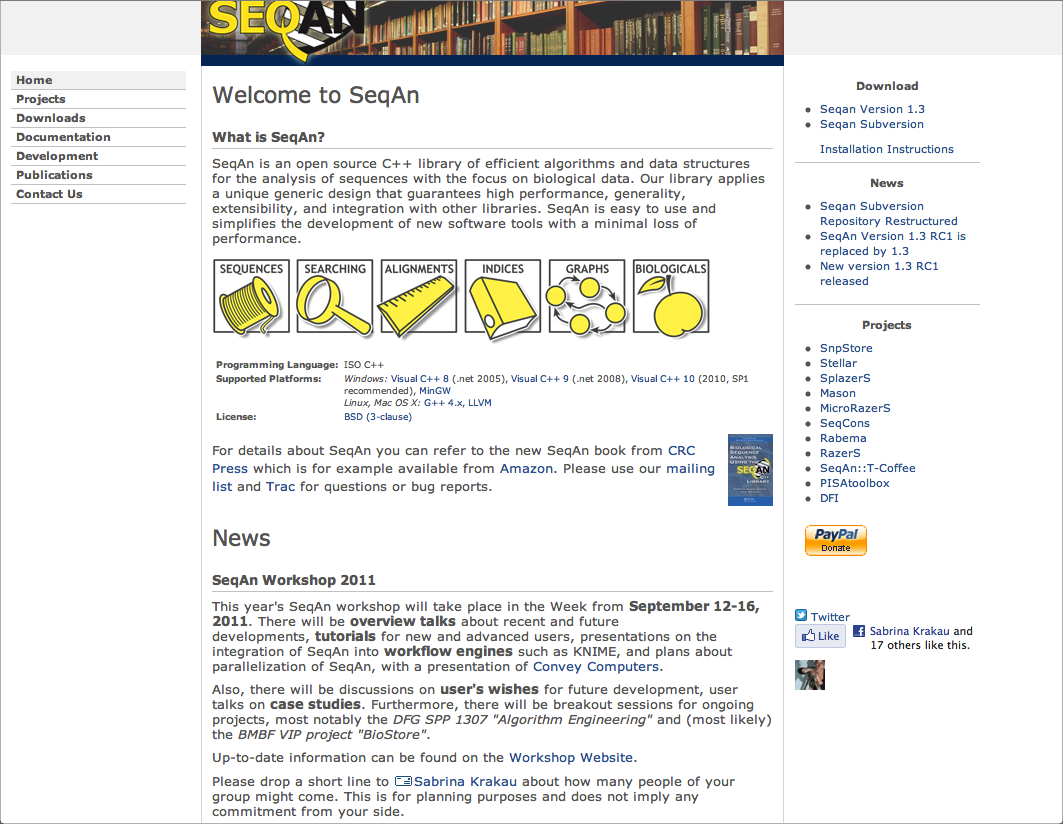 SEQAN
Home
Projects
Downloads
Documentation
Development
Publications
Contact Us
Welcome to SeqAn
What is SeqAn?
SeqAn is an open source C++ library of efficient algorithms and data structures
for the analysis of sequences with the focus on biological data. Our library applies
a unique generic design that guarantees high performance, generality,
extensibility, and integration with other libraries. SeqAn is easy to use and
simplifies the development of new software tools with a minimal loss of
performance.
SEQUENCES SEARCHING ALIGNMENTS INDICES GRAPHS BIOLOGICALS
Programming Language: ISO C++
Supported Platforms: Windows: Visual C++ 8 (.net 2005), Visual C++ 9 (.net 2008), Visual C++ 10 (2010, SP1
recommended), MinGW
Linux, Mac OS X: G++ 4.x, LLVM
License: BSD (3-clause)
For details about SeqAn you can refer to the new SeqAn book from CRC
Press which is for example available from Amazon. Please use our mailing
list and Trac for questions or bug reports.
BIOLOGICAL
SEQUENCE
ANALYSIS
USING THE
SEQAN
C++
LIBRARY
News
SeqAn Workshop 2011
This year's SeqAn workshop will take place in the Week from September 12-16,
2011. There will be overview talks about recent and future
developments, tutorials for new and advanced users, presentations on the
integration of SeqAn into workflow engines such as KNIME, and plans about
parallelization of SeqAn, with a presentation of Convey Computers.
Also, there will be discussions on user's wishes for future development, user
talks on case studies. Furthermore, there will be breakout sessions for ongoing
projects, most notably the DFG SPP 1307 "Algorithm Engineering" and (most likely)
the BMBF VIP project "BioStore".
Up-to-date information can be found on the Workshop Website.
Please drop a short line to Sabrina Krakau about how many people of your
group might come. This is for planning purposes and does not imply any
commitment from your side.
Download
Seqan Version 1.3
Seqan Subversion
Installation Instructions
News
Seqan Subversion
Repository Restructured
SeqAn Version 1.3 RC1 is
replaced by 1.3
New version 1.3 RC1
released
Projects
SnpStore
Stellar
SplazerS
Mason
MicroRazerS
SeqCons
Rabema
RazerS
SeqAn::T-Coffee
PISAtoolbox
DFI
PayPal
Donate
Twitter
Like
Sabrina Krakau and
17 others like this.